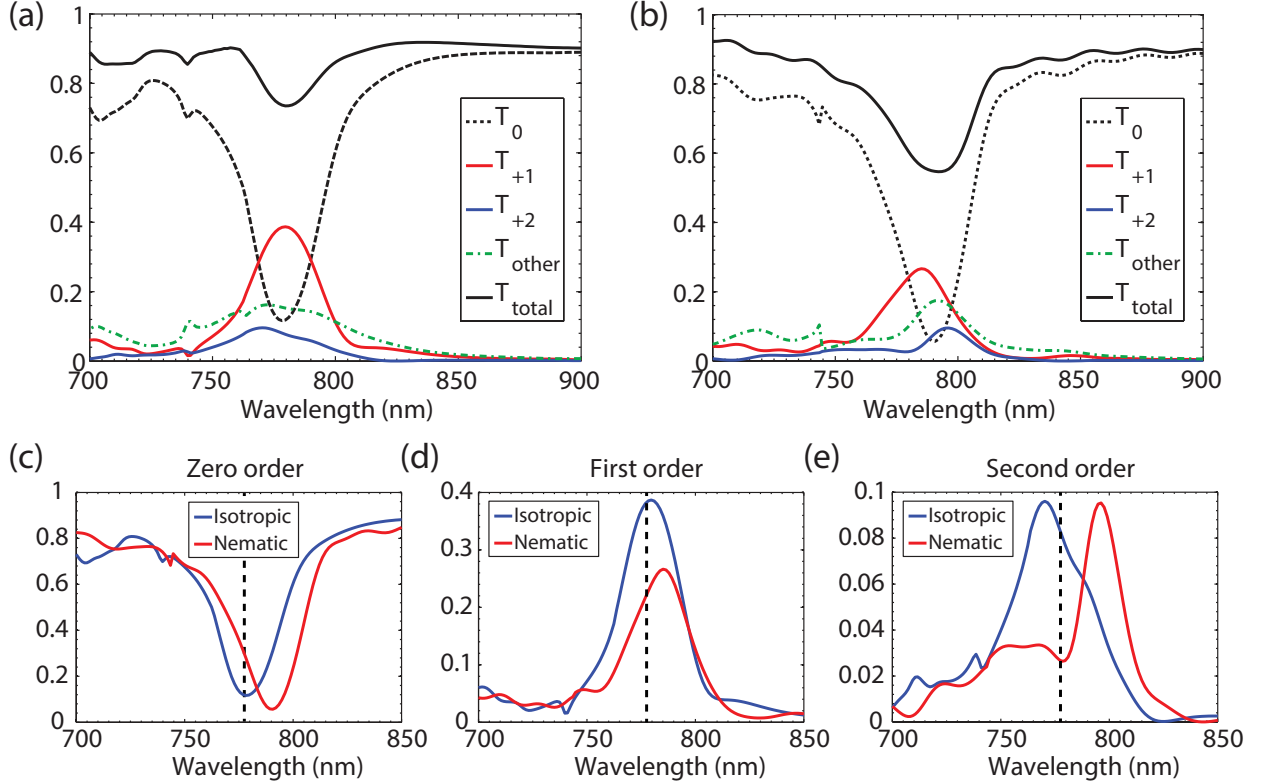 (a)
1
0.8
0.6
0.4
0.2
0
700 750 800 850 900
Wavelength (nm)
T0
T+1
T+2
Tother
Ttotal
(b)
1
0.8
0.6
0.4
0.2
0
700 750 800 850 900
Wavelength (nm)
T0
T+1
T+2
Tother
Ttotal
(c)
Zero order
1
0.8
0.6
0.4
0.2
0
700 750 800 850
Wavelength (nm)
Isotropic
Nematic
(d)
First order
0.4
0.3
0.2
0.1
0
700 750 800 850
Wavelength (nm)
Isotropic
Nematic
(e)
Second order
0.1
0.08
0.06
0.04
0.02
0
700 750 800 850
Wavelength (nm)
Isotropic
Nematic